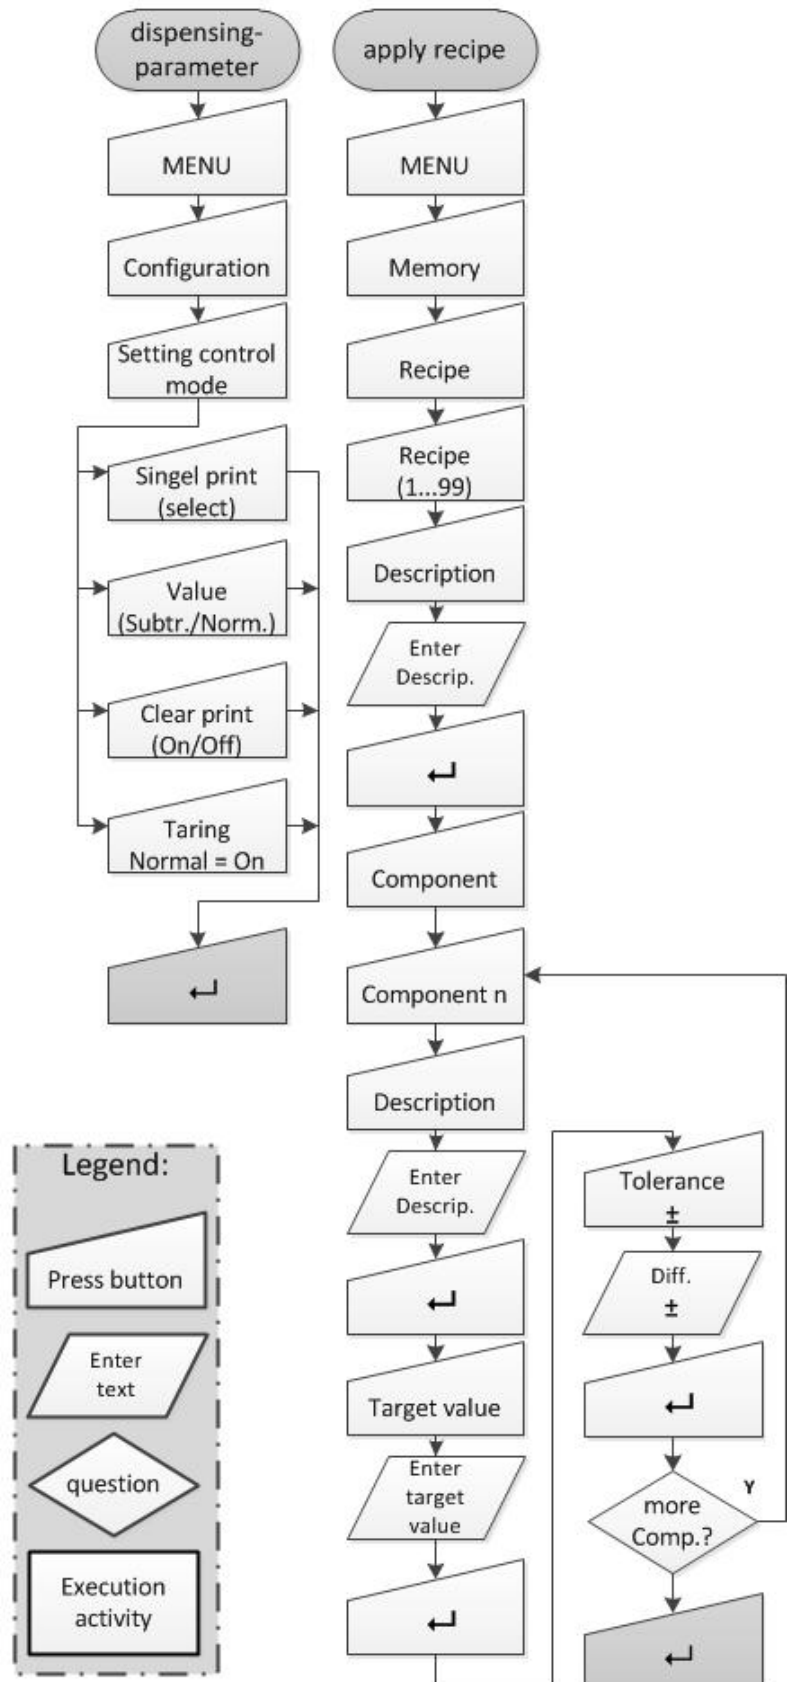 dispensing-
parameter
MENU
Configuration
Setting control
mode
Singel print
(select)
Value
(Subtr./Norm.)
Clear print
(On/Off)
Taring
Normal = On
↵
apply recipe
MENU
Memory
Recipe
Recipe
(1...99)
Description
Enter
Descrip.
↵
Component
Component n
Description
Enter
Descrip.
↵
Target value
Enter
target
value
↵
Tolerance
±
Diff.
±
↵
more
Comp.?
Y
↵
Legend:
Press button
Enter
text
question
Execution
activity